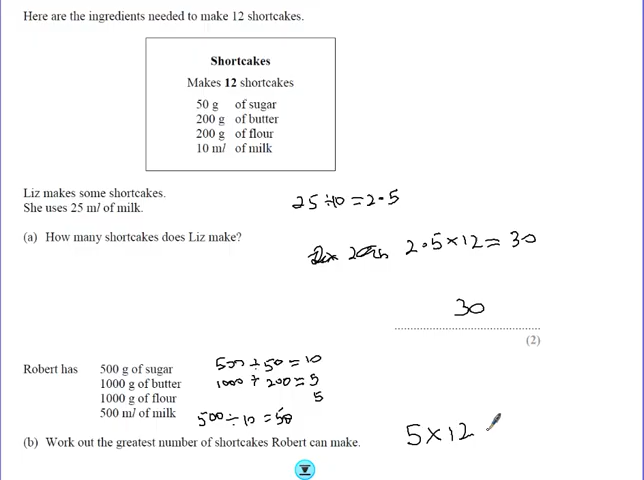 Here are the ingredients needed to make 12 shortcakes.
Shortcakes
Makes 12 shortcakes
50 g of sugar
200 g of butter
200 g of flour
10 ml of milk
Liz makes some shortcakes.
She uses 25 ml of milk.
25 ÷ 10 = 2.5
(a) How many shortcakes does Liz make?
2.5 × 12 = 30
30
(2)
Robert has 500 g of sugar 500 ÷ 50 = 10
1000 g of butter 1000 ÷ 200 = 5
1000 g of flour 5
500 ml of milk 500 ÷ 10 = 50
(b) Work out the greatest number of shortcakes Robert can make.
5 × 12